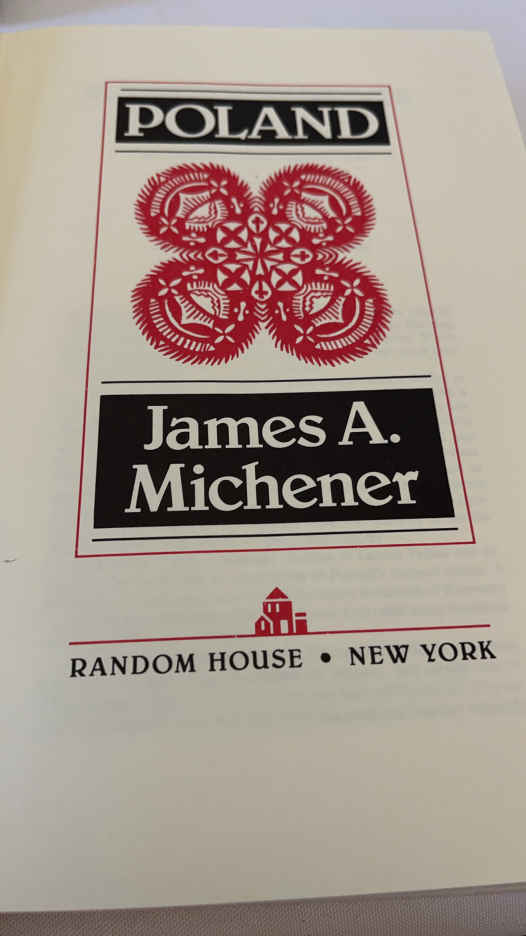 POLAND
James A.
Michener
RANDOM HOUSE • NEW YORK